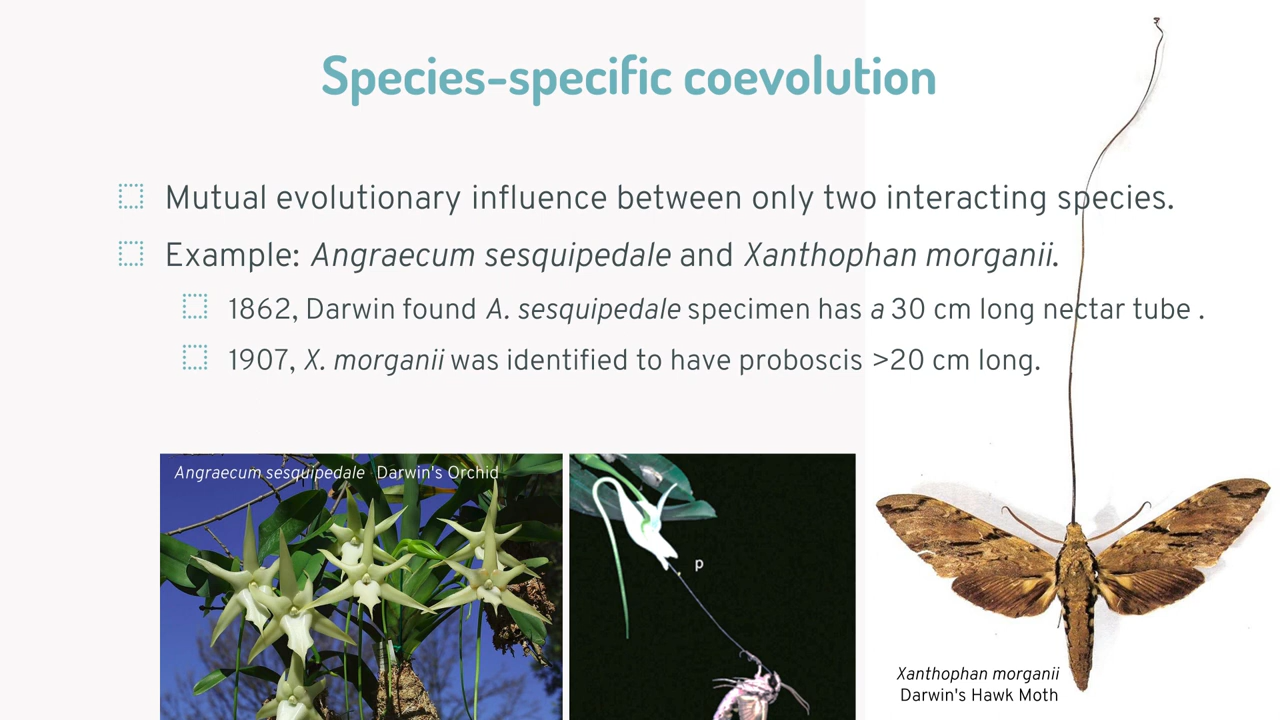 Species-specific coevolution
Mutual evolutionary influence between only two interacting species.
Example: Angraecum sesquipedale and Xanthophan morganii.
1862, Darwin found A. sesquipedale specimen has a 30 cm long nectar tube .
1907, X. morganii was identified to have proboscis >20 cm long.
Angraecum sesquipedale Darwin's Orchid
p
Xanthophan morganii
Darwin's Hawk Moth